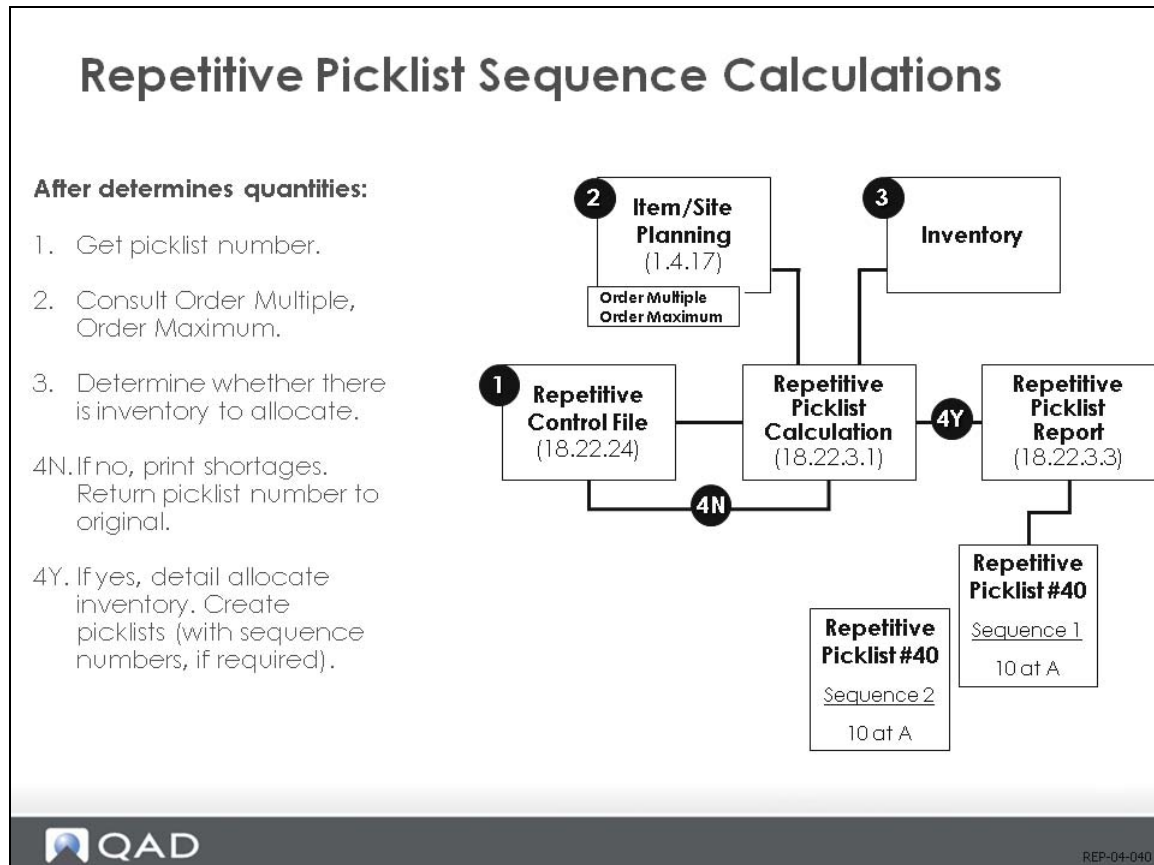 Repetitive Picklist Sequence Calculations
After determines quantities:
1. Get picklist number.
2. Consult Order Multiple,
Order Maximum.
3. Determine whether there
is inventory to allocate.
4N. If no, print shortages.
Return picklist number to
original.
4Y. If yes, detail allocate
inventory. Create
picklists (with sequence
numbers, if required).
2
Item/Site
Planning
(1.4.17)
Order Multiple
Order Maximum
3
Inventory
1
Repetitive
Control File
(18.22.24)
Repetitive
Picklist
Calculation
(18.22.3.1)
4Y
Repetitive
Picklist
Report
(18.22.3.3)
4N
Repetitive
Picklist #40
Sequence 1
10 at A
Repetitive
Picklist #40
Sequence 2
10 at A
QAD
REP-04-040